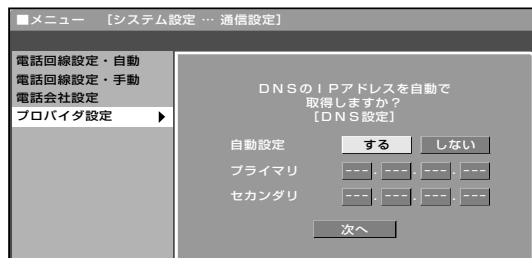 ■メニュー [システム設定 … 通信設定]
電話回線設定・自動
電話回線設定・手動
電話会社設定
プロバイダ設定 ▶
DNSのIPアドレスを自動で
取得しますか?
[DNS設定]
自動設定 する しない
プライマリ ---. ---. ---. ---
セカンダリ ---. ---. ---. ---
次へ